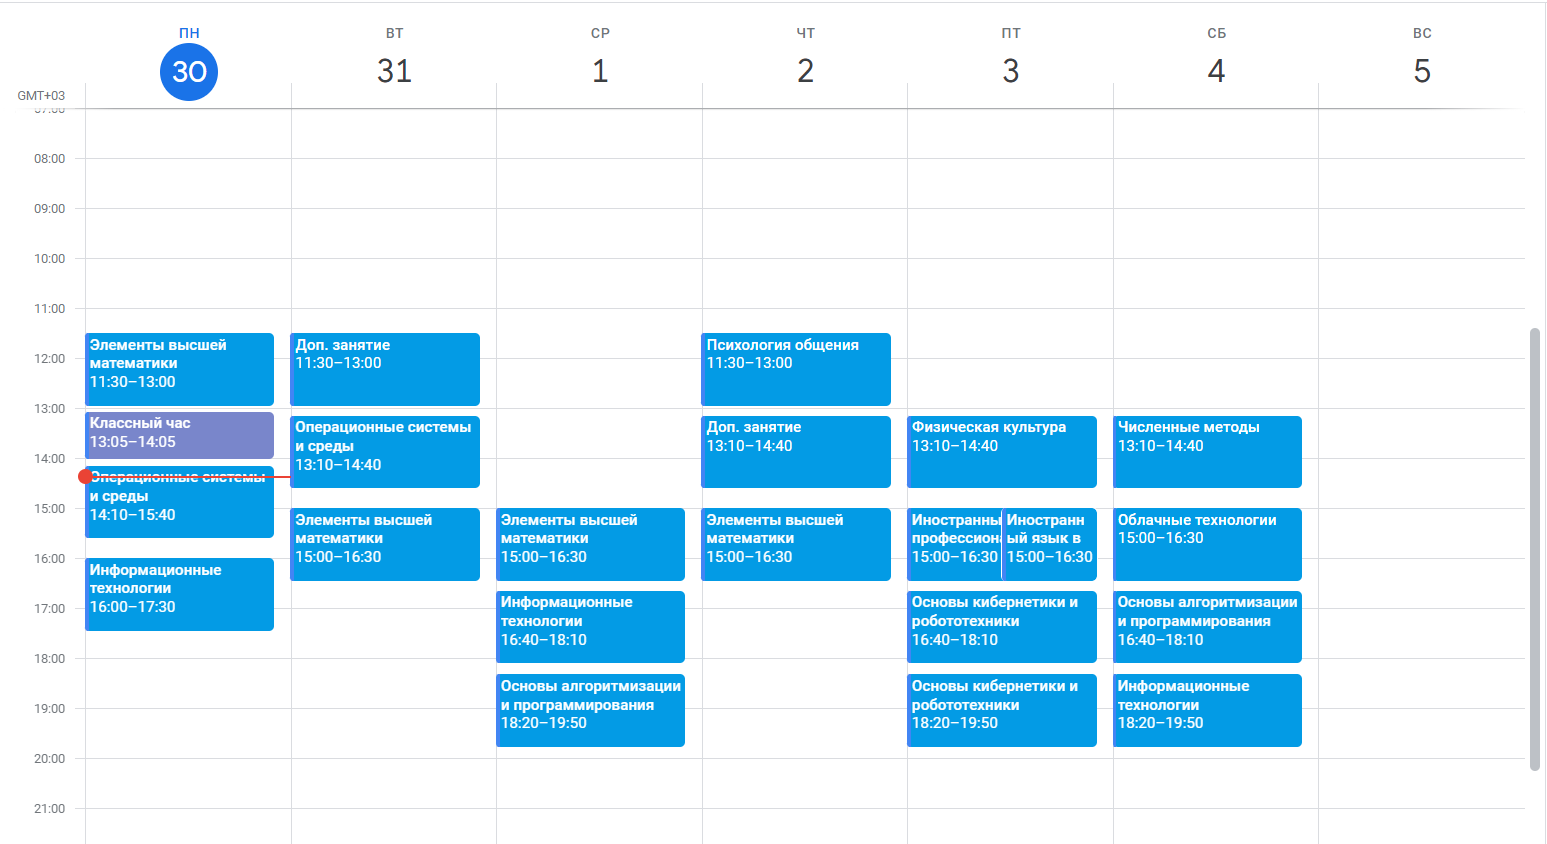 ПН
ВТ
СР
ЧТ
ПТ
СБ
ВС
30
31
1
2
3
4
5
GMT+03
07:00
08:00
09:00
10:00
11:00
12:00
13:00
14:00
15:00
16:00
17:00
18:00
19:00
20:00
21:00
Элементы высшей
математики
11:30–13:00
Классный час
13:05–14:05
Операционные системы
и среды
14:10–15:40
Информационные
технологии
16:00–17:30
Доп. занятие
11:30–13:00
Операционные системы
и среды
13:10–14:40
Элементы высшей
математики
15:00–16:30
Элементы высшей
математики
15:00–16:30
Информационные
технологии
16:40–18:10
Основы алгоритмизации
и программирования
18:20–19:50
Психология общения
11:30–13:00
Доп. занятие
13:10–14:40
Элементы высшей
математики
15:00–16:30
Физическая культура
13:10–14:40
Иностранны
профессион
15:00–16:30
Иностранн
ый язык в
15:00–16:30
Основы кибернетики и
робототехники
16:40–18:10
Основы кибернетики и
робототехники
18:20–19:50
Численные методы
13:10–14:40
Облачные технологии
15:00–16:30
Основы алгоритмизации
и программирования
16:40–18:10
Информационные
технологии
18:20–19:50